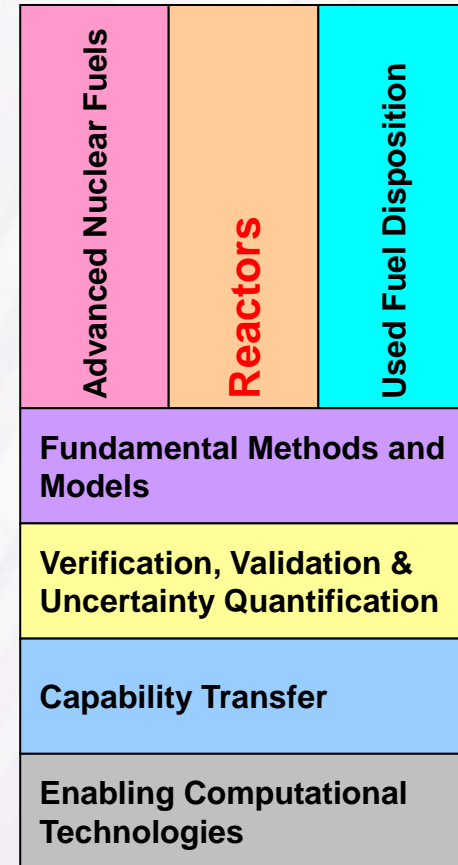 Advanced Nuclear Fuels
Reactors
Used Fuel Disposition
Fundamental Methods and
Models
Verification, Validation &
Uncertainty Quantification
Capability Transfer
Enabling Computational
Technologies